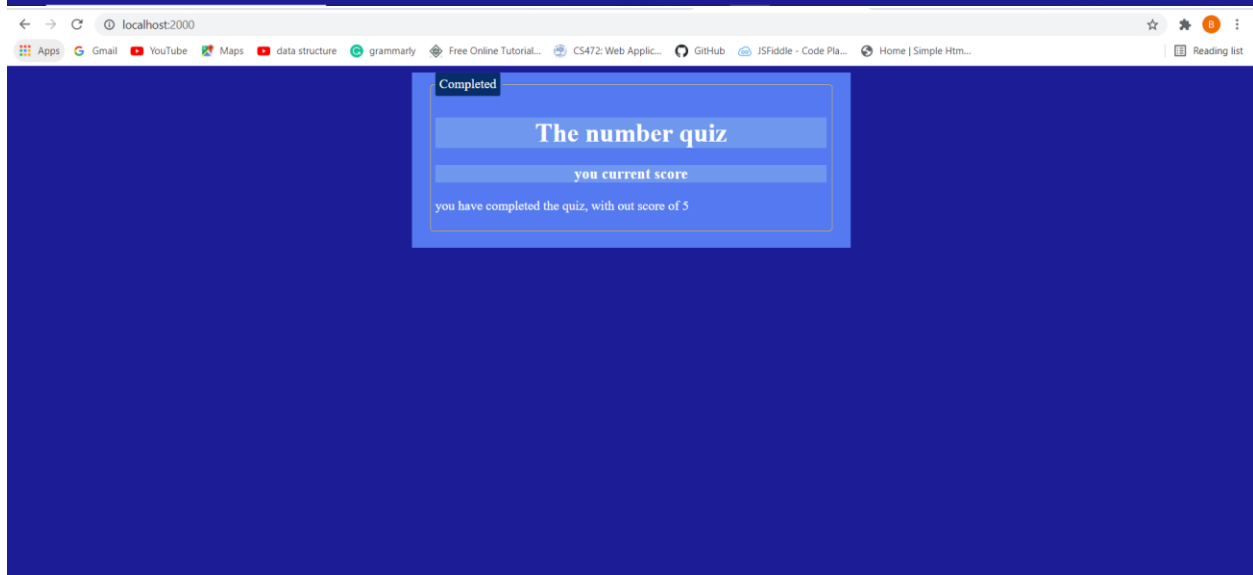 localhost:2000
B
Apps Gmail YouTube Maps data structure grammarly Free Online Tutorial... CS472: Web Applic... GitHub JSFiddle - Code Pla... Home | Simple Htm... Reading list
Completed
The number quiz
you current score
you have completed the quiz, with out score of 5